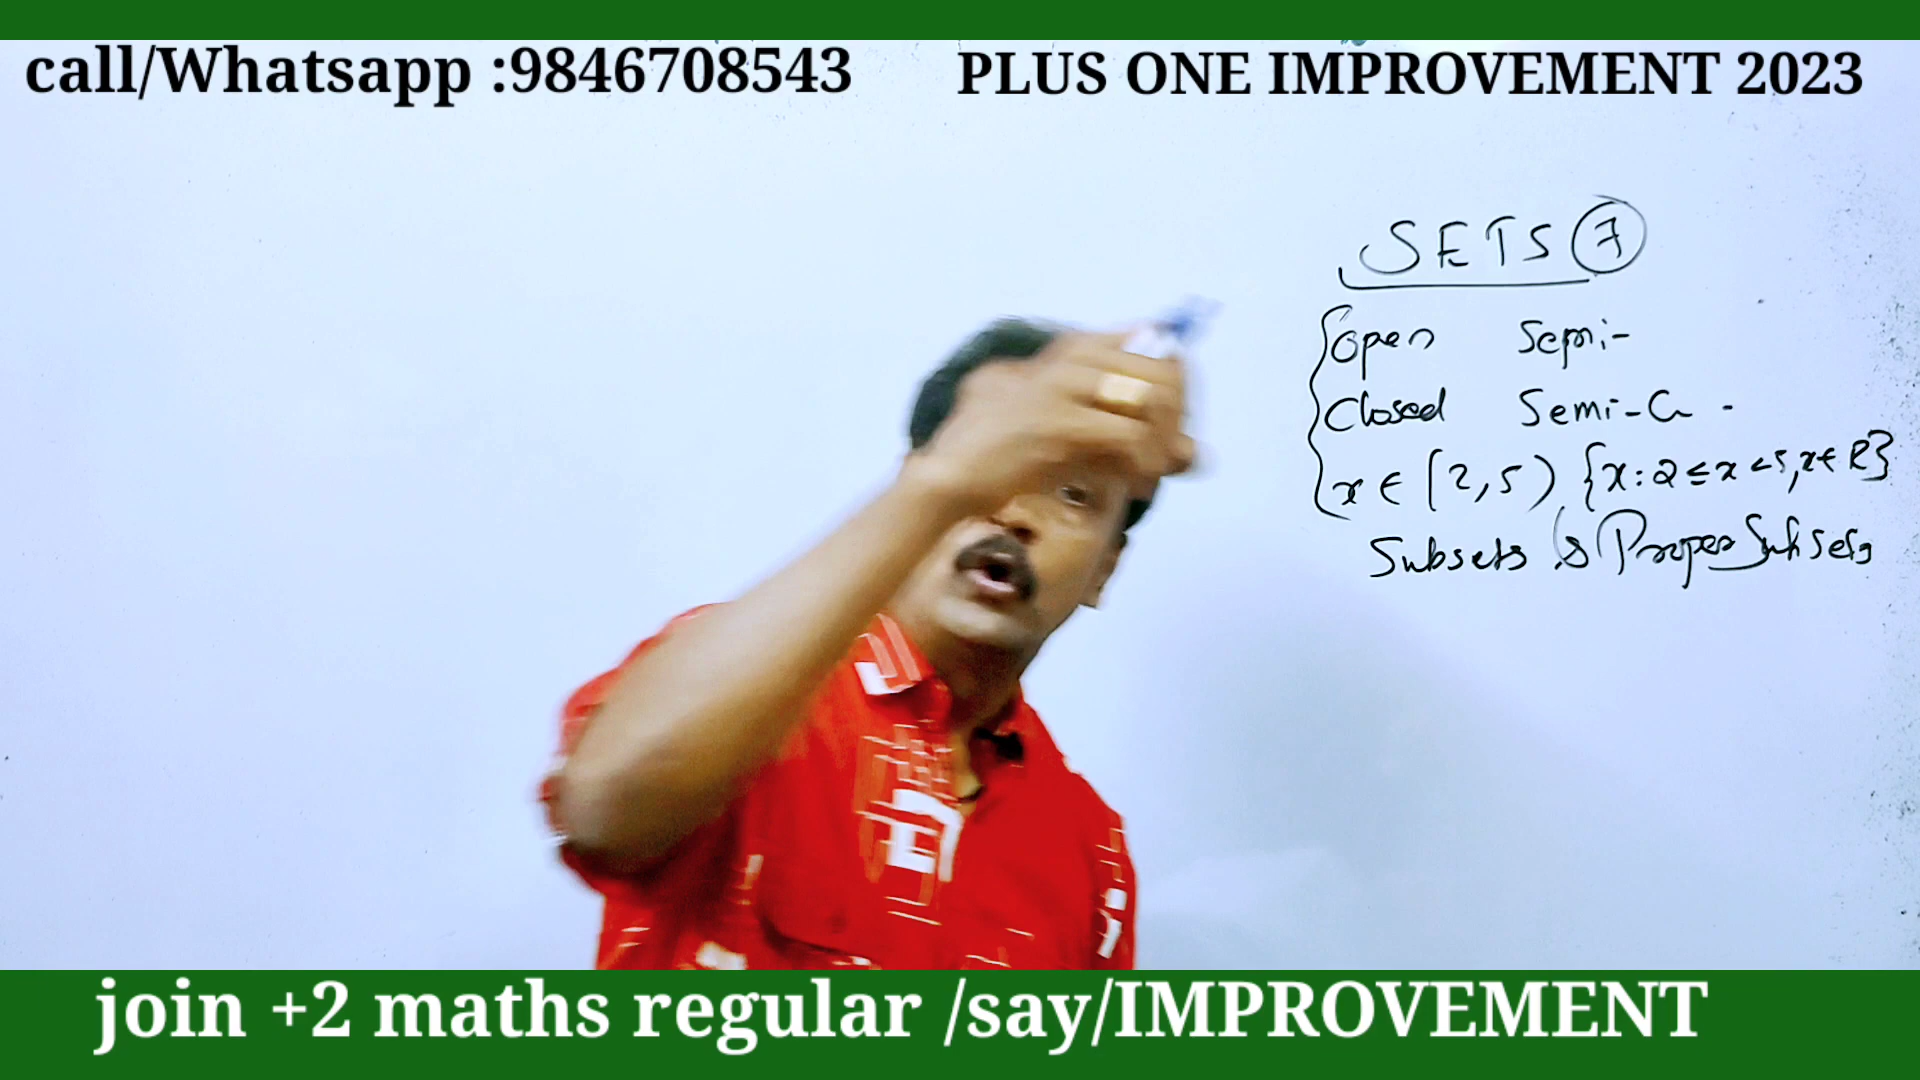 call/Whatsapp :9846708543 PLUS ONE IMPROVEMENT 2023
SETS 7
Open Semi-
Closed Semi-C -
x ∈ [2,5) {x:2≤x<5,x∈R}
Subsets & Proper Subsets
join +2 maths regular /say/IMPROVEMENT